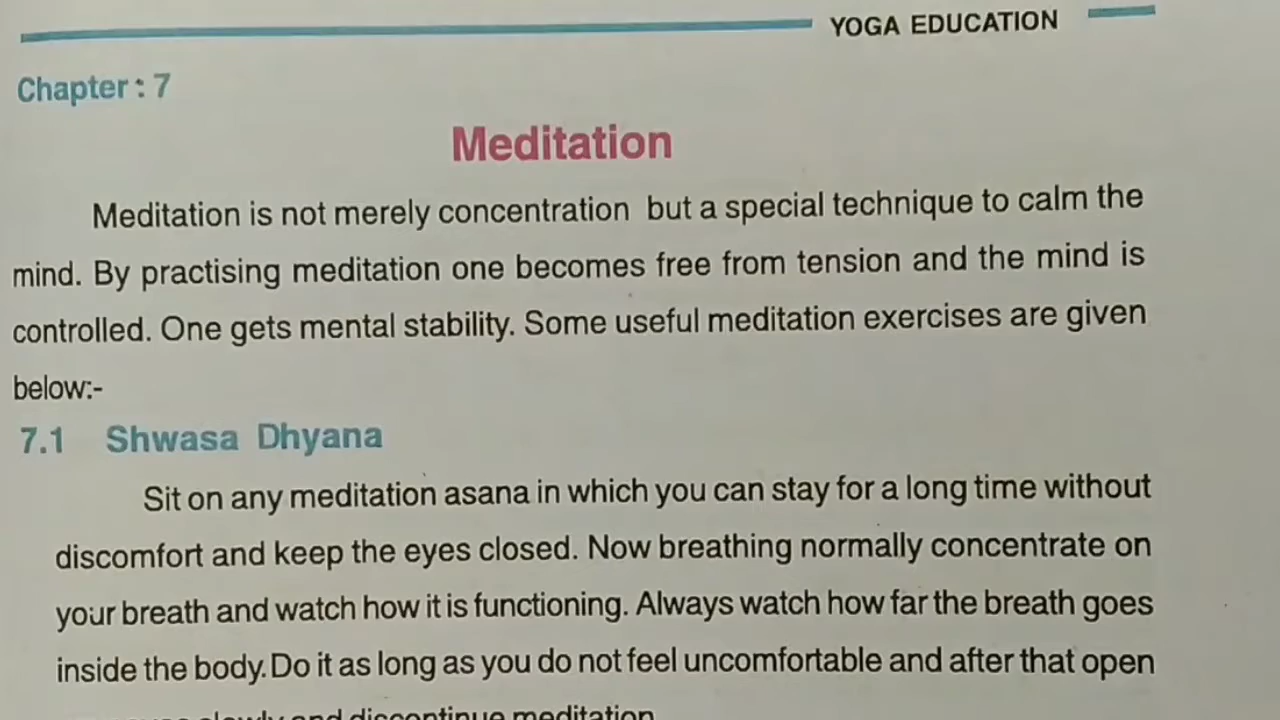 YOGA EDUCATION
Chapter : 7
Meditation
Meditation is not merely concentration but a special technique to calm the
mind. By practising meditation one becomes free from tension and the mind is
controlled. One gets mental stability. Some useful meditation exercises are given
below:-
7.1 Shwasa Dhyana
Sit on any meditation asana in which you can stay for a long time without
discomfort and keep the eyes closed. Now breathing normally concentrate on
your breath and watch how it is functioning. Always watch how far the breath goes
inside the body. Do it as long as you do not feel uncomfortable and after that open
slowly and discontinue meditation.